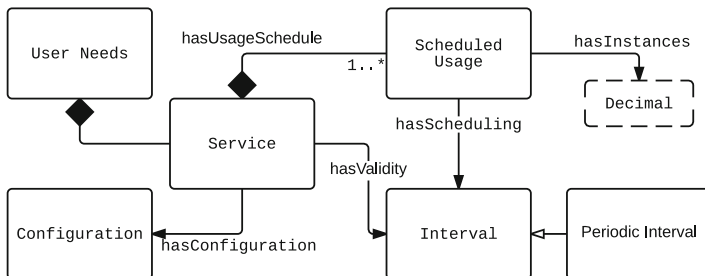 User Needs
hasUsageSchedule
Scheduled
Usage
1..*
hasInstances
Decimal
hasScheduling
Service
hasValidity
Configuration
hasConfiguration
Interval
Periodic Interval